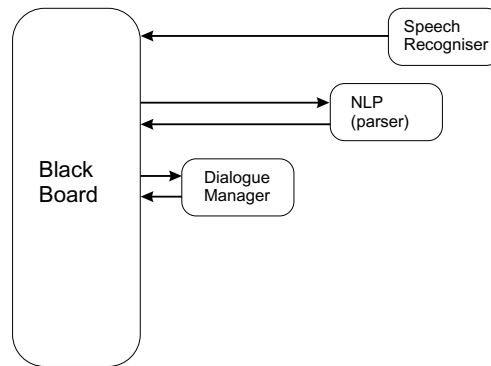 Speech
Recogniser
NLP
(parser)
Black
Board
Dialogue
Manager